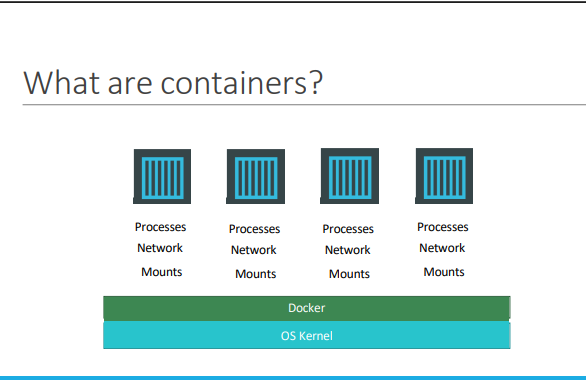 What are containers?
Processes
Network
Mounts
Processes
Network
Mounts
Processes
Network
Mounts
Processes
Network
Mounts
Docker
OS Kernel